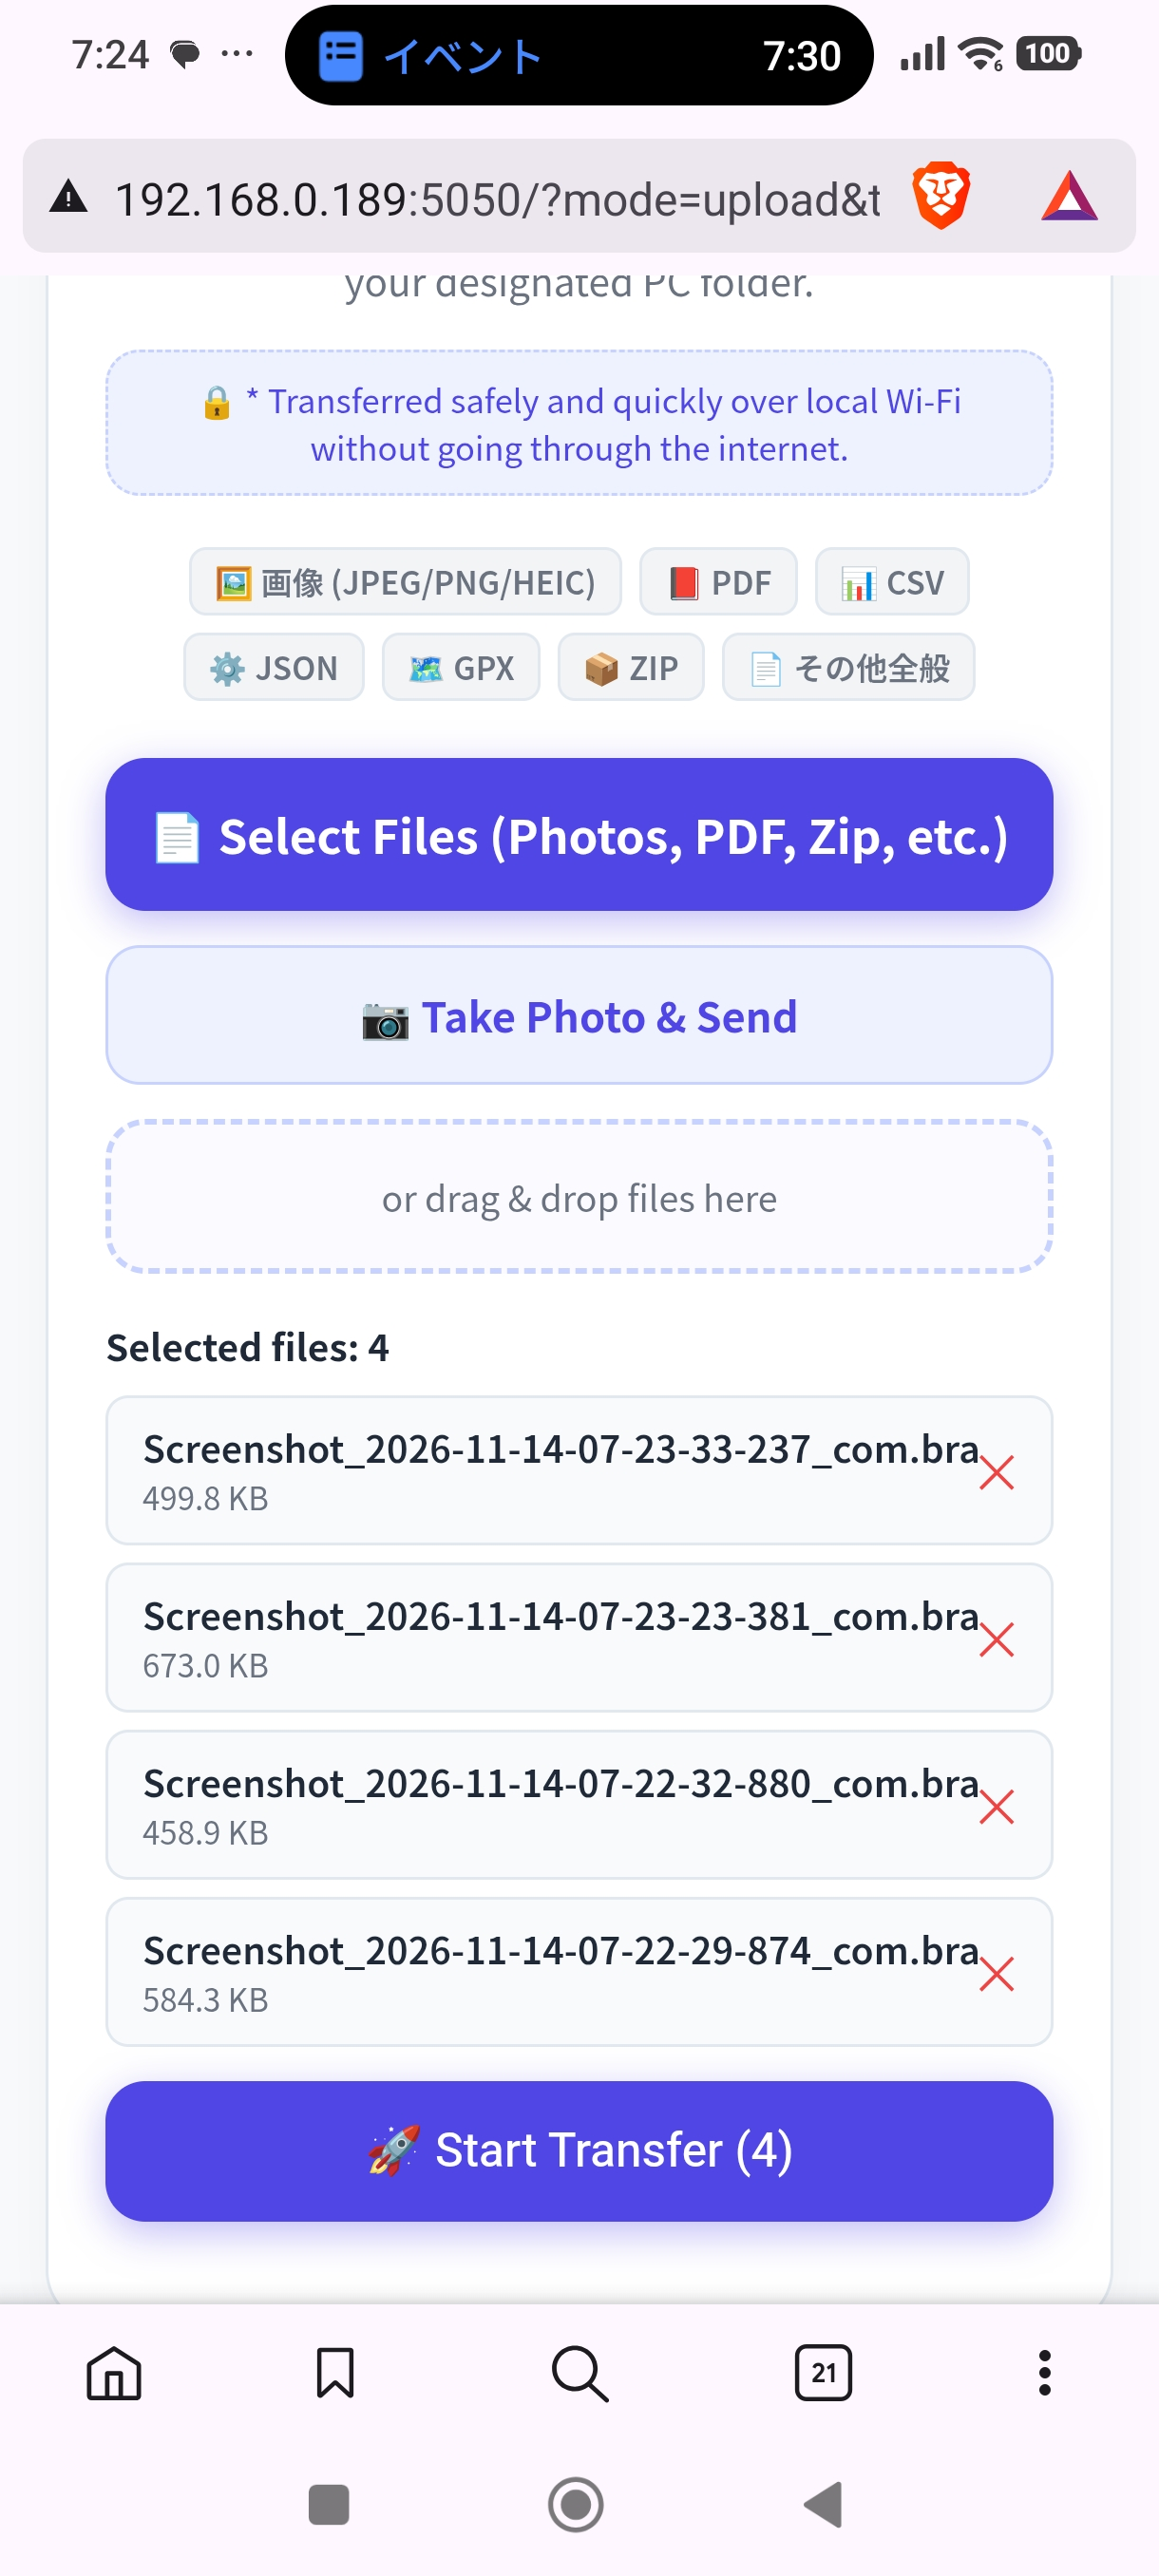 7:24 ... イベント 7:30 6 100
192.168.0.189:5050/?mode=upload&t
your designated PC folder.
🔒 * Transferred safely and quickly over local Wi-Fi
without going through the internet.
🖼️ 画像 (JPEG/PNG/HEIC) 📕 PDF 📊 CSV
⚙️ JSON 🗺️ GPX 📦 ZIP 📄 その他全般
📄 Select Files (Photos, PDF, Zip, etc.)
📷 Take Photo & Send
or drag & drop files here
Selected files: 4
Screenshot_2026-11-14-07-23-33-237_com.bra
499.8 KB
Screenshot_2026-11-14-07-23-23-381_com.bra
673.0 KB
Screenshot_2026-11-14-07-22-32-880_com.bra
458.9 KB
Screenshot_2026-11-14-07-22-29-874_com.bra
584.3 KB
🚀 Start Transfer (4)
21